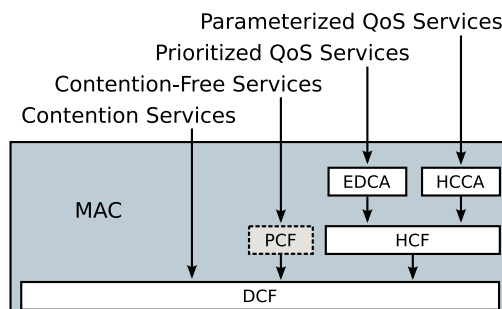 Parameterized QoS Services
Prioritized QoS Services
Contention-Free Services
Contention Services
EDCA
HCCA
MAC
PCF
HCF
DCF